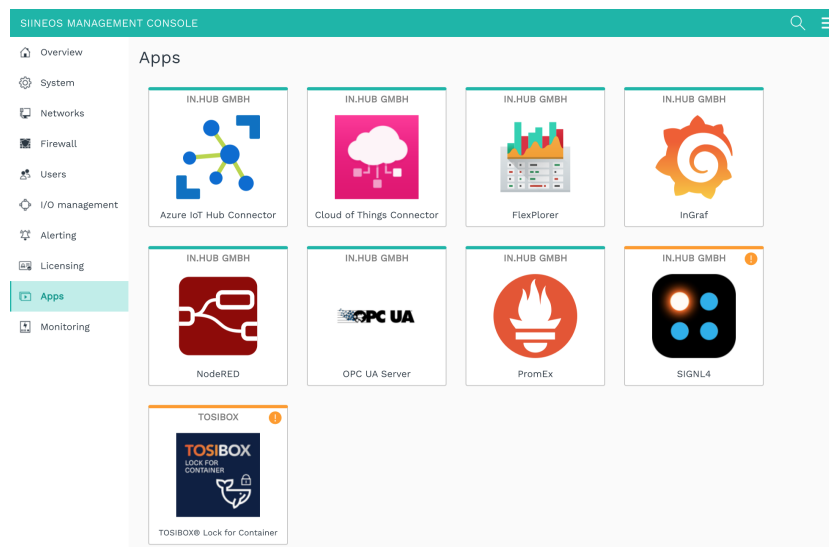 SIINEOS MANAGEMENT CONSOLE
Overview
System
Networks
Firewall
Users
I/O management
Alerting
Licensing
Apps
Monitoring
Apps
IN.HUB GMBH
Azure IoT Hub Connector
IN.HUB GMBH
Cloud of Things Connector
IN.HUB GMBH
FlexPlorer
IN.HUB GMBH
InGraf
IN.HUB GMBH
NodeRED
IN.HUB GMBH
OPC UA
OPC UA Server
IN.HUB GMBH
PromEx
IN.HUB GMBH
!
SIGNL4
TOSIBOX
!
TOSIBOX
LOCK FOR
CONTAINER
TOSIBOX® Lock for Container